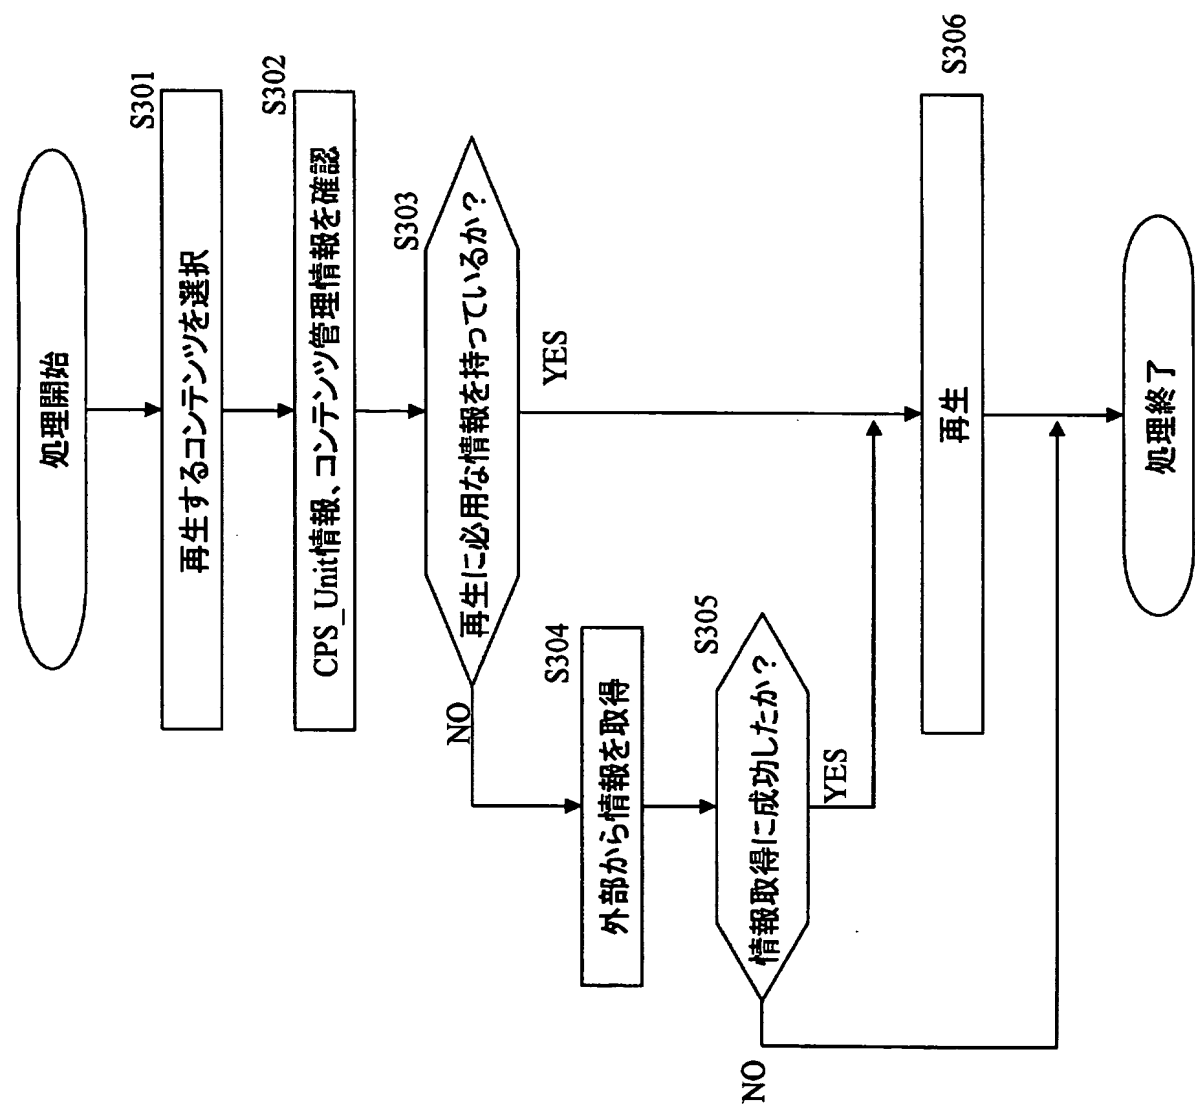 処理開始
S301
再生するコンテンツを選択
S302
CPS_Unit情報、コンテンツ管理情報を確認
S303
再生に必用な情報を持っているか？
YES
NO
S304
外部から情報を取得
S305
情報取得に成功したか？
YES
NO
S306
再生
処理終了